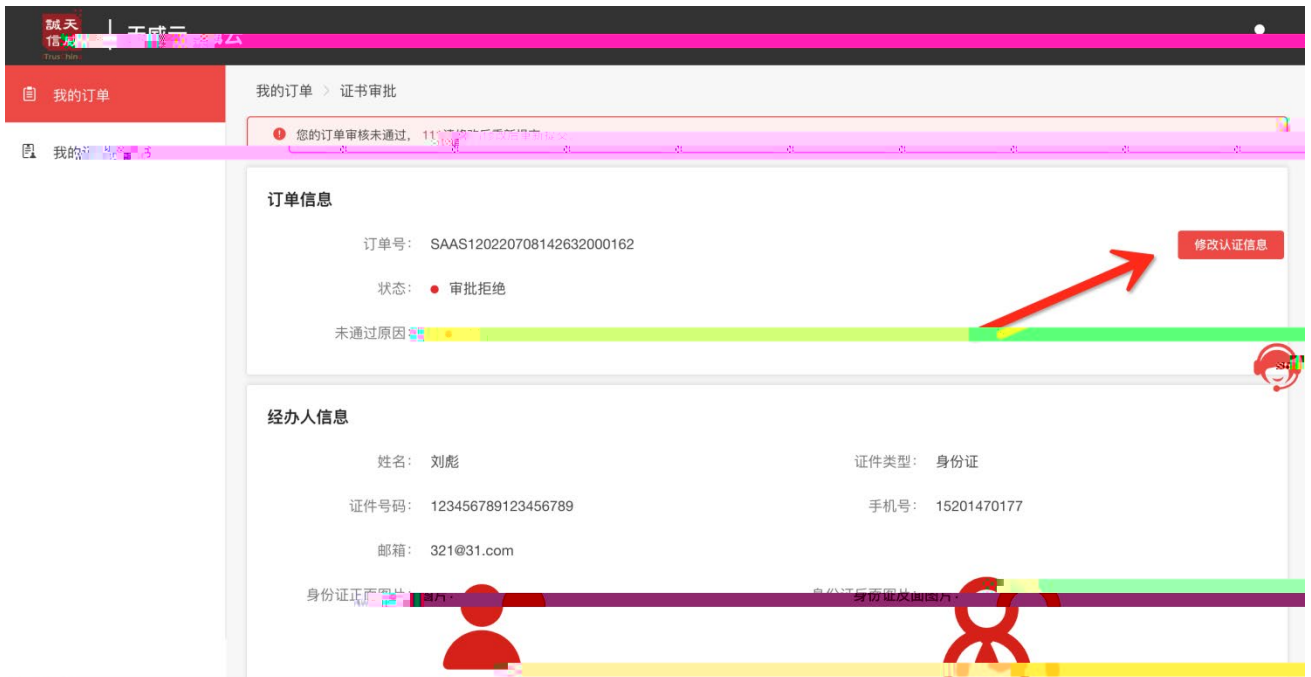 誠天
信
我的订单
我的订单 > 证书审批
您的订单审核未通过，
我的
订单信息
订单号： SAAS120220708142632000162
修改认证信息
状态： 审批拒绝
未通过原因
经办人信息
姓名： 刘彪
证件类型： 身份证
证件号码： 123456789123456789
手机号： 15201470177
邮箱： 321@31.com